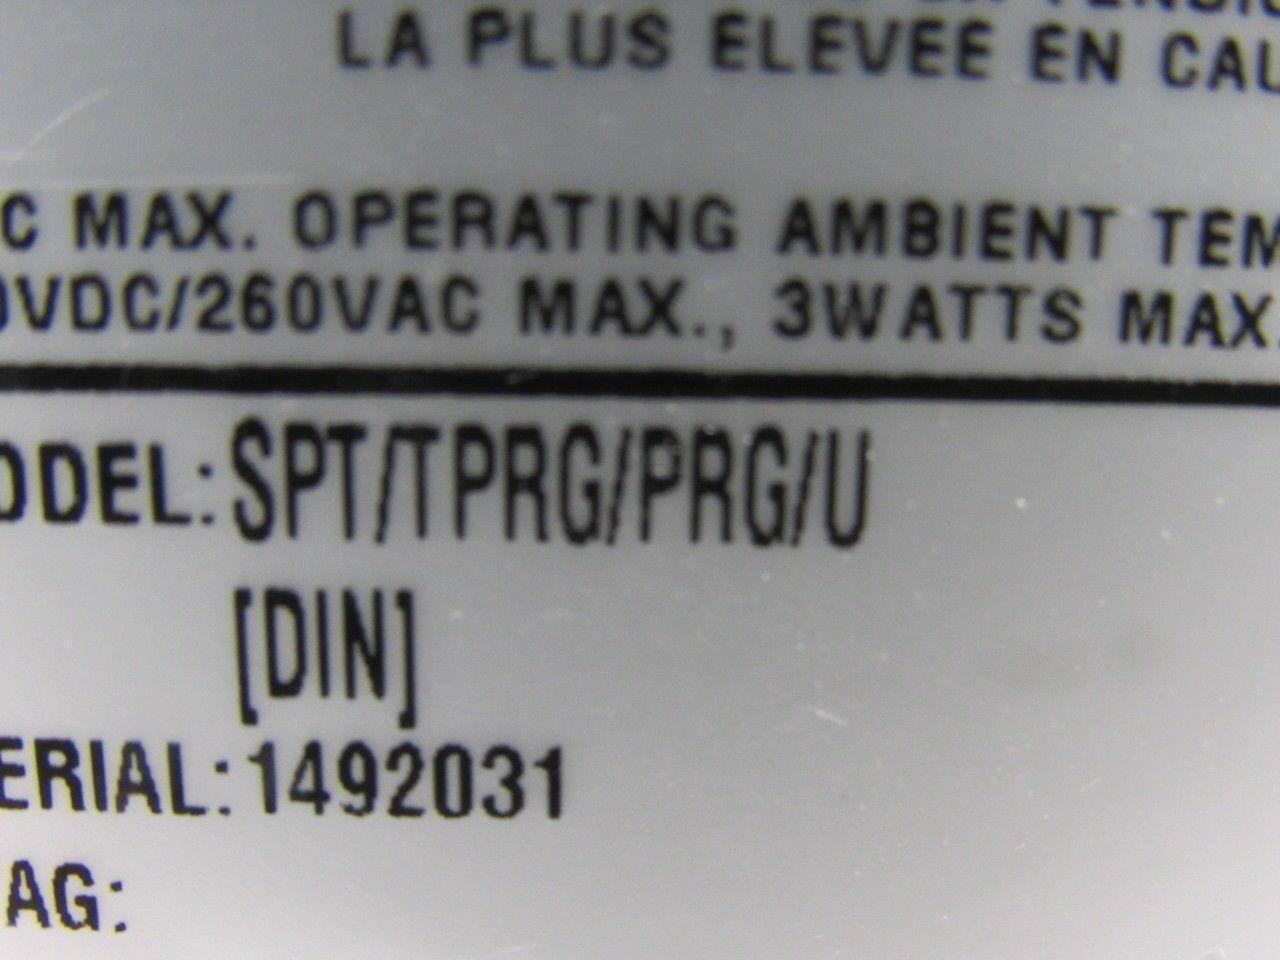 LA PLUS ELEVEE EN CAU
C MAX. OPERATING AMBIENT TEM
0VDC/260VAC MAX., 3WATTS MAX.
ODEL: SPT/TPRG/PRG/U
[DIN]
ERIAL: 1492031
AG: